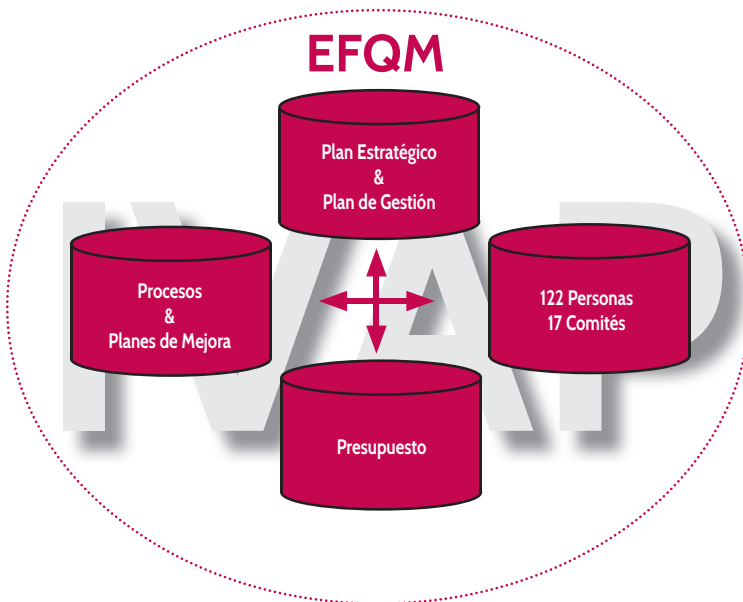 EFQM
Plan Estratégico
&
Plan de Gestión
Procesos
&
Planes de Mejora
122 Personas
17 Comités
Presupuesto
IVAP